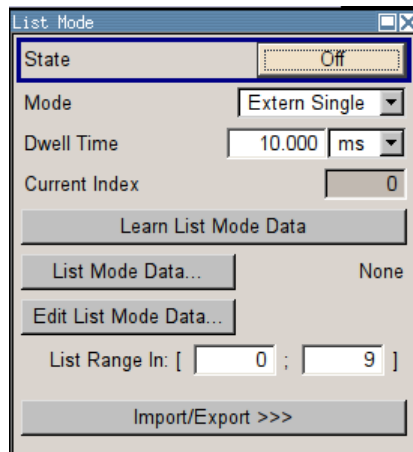 List Mode
State Off
Mode Extern Single
Dwell Time 10.000 ms
Current Index 0
Learn List Mode Data
List Mode Data... None
Edit List Mode Data...
List Range In: [ 0 ; 9 ]
Import/Export >>>